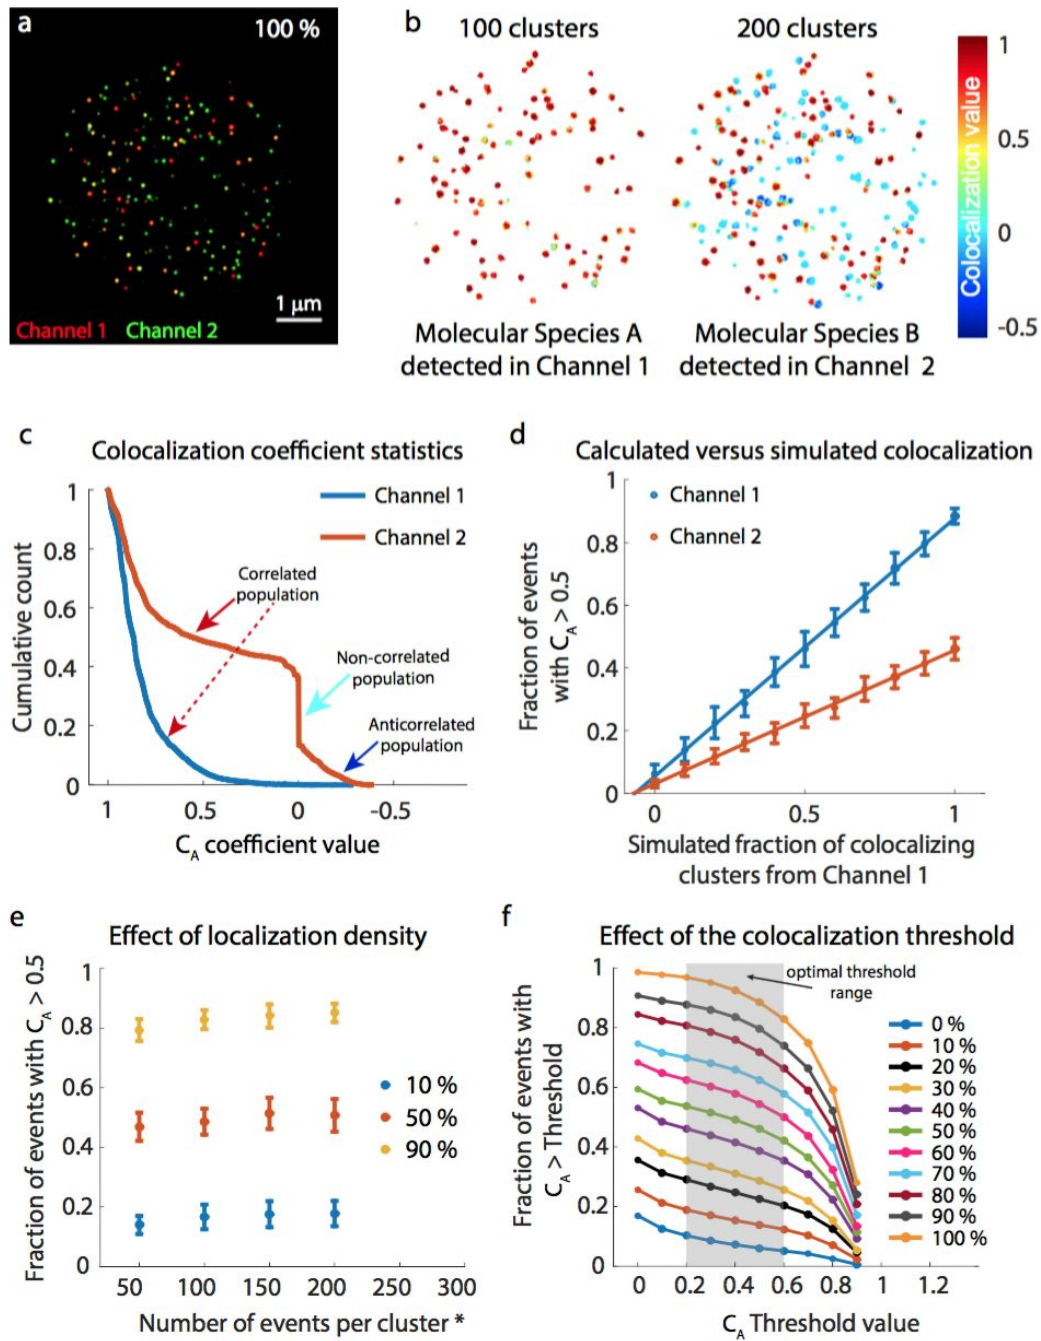 a
100 %
Channel 1 Channel 2
1 µm
b
100 clusters
200 clusters
Molecular Species A
detected in Channel 1
Molecular Species B
detected in Channel 2
Colocalization value
1
0.5
0
-0.5
c
Colocalization coefficient statistics
Cumulative count
1
0.8
0.6
0.4
0.2
0
Channel 1
Channel 2
Correlated
population
Non-correlated
population
Anticorrelated
population
1 0.5 0 -0.5
C_A coefficient value
d
Calculated versus simulated colocalization
Fraction of events
with C_A > 0.5
1
0.8
0.6
0.4
0.2
0
Channel 1
Channel 2
0 0.5 1
Simulated fraction of colocalizing
clusters from Channel 1
e
Effect of localization density
Fraction of events with C_A > 0.5
1
0.8
0.6
0.4
0.2
0
10 %
50 %
90 %
50 100 150 200 250 300
Number of events per cluster *
f
Effect of the colocalization threshold
Fraction of events with
C_A > Threshold
1
0.8
0.6
0.4
0.2
0
optimal threshold
range
0 %
10 %
20 %
30 %
40 %
50 %
60 %
70 %
80 %
90 %
100 %
0 0.2 0.4 0.6 0.8 1 1.2
C_A Threshold value